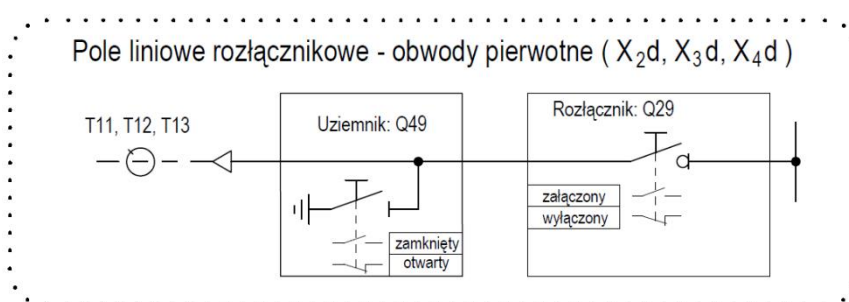 Pole liniowe rozłącznikowe - obwody pierwotne ( X₂d, X₃d, X₄d )
T11, T12, T13
Uziemnik: Q49
Rozłącznik: Q29
załączony
wyłączony
zamknięty
otwarty